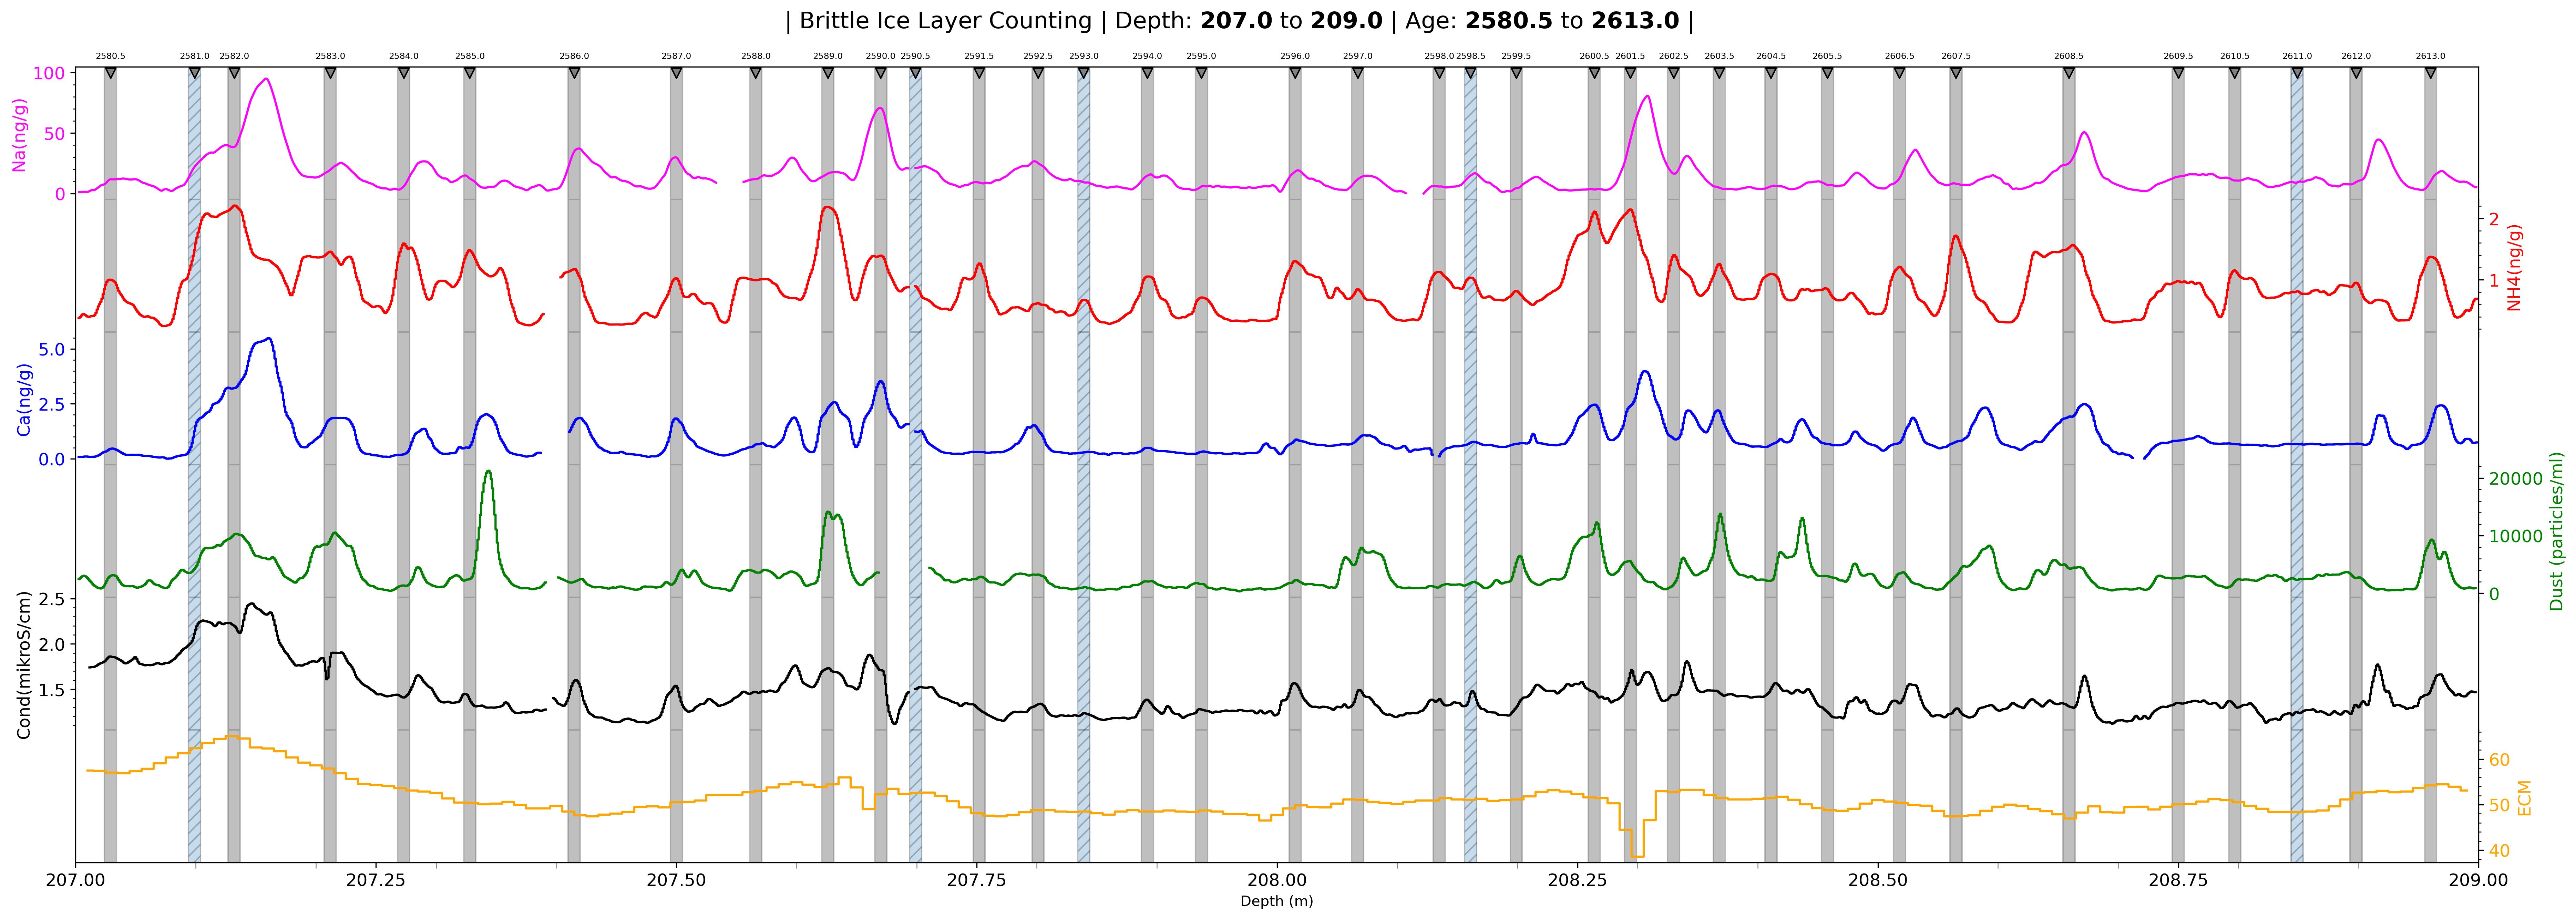 | Brittle Ice Layer Counting | Depth: 207.0 to 209.0 | Age: 2580.5 to 2613.0 |
2580.5 2581.0 2582.0 2583.0 2584.0 2585.0 2586.0 2587.0 2588.0 2589.0 2590.0 2590.5 2591.5 2592.5 2593.0 2594.0 2595.0 2596.0 2597.0 2598.0 2598.5 2599.5 2600.5 2601.5 2602.5 2603.5 2604.5 2605.5 2606.5 2607.5 2608.5 2609.5 2610.5 2611.0 2612.0 2613.0
Na(ng/g)
100
50
0
NH4(ng/g)
2
1
Ca(ng/g)
5.0
2.5
0.0
Dust (particles/ml)
20000
10000
0
Cond(mikroS/cm)
2.5
2.0
1.5
ECM
60
50
40
207.00 207.25 207.50 207.75 208.00 208.25 208.50 208.75 209.00
Depth (m)